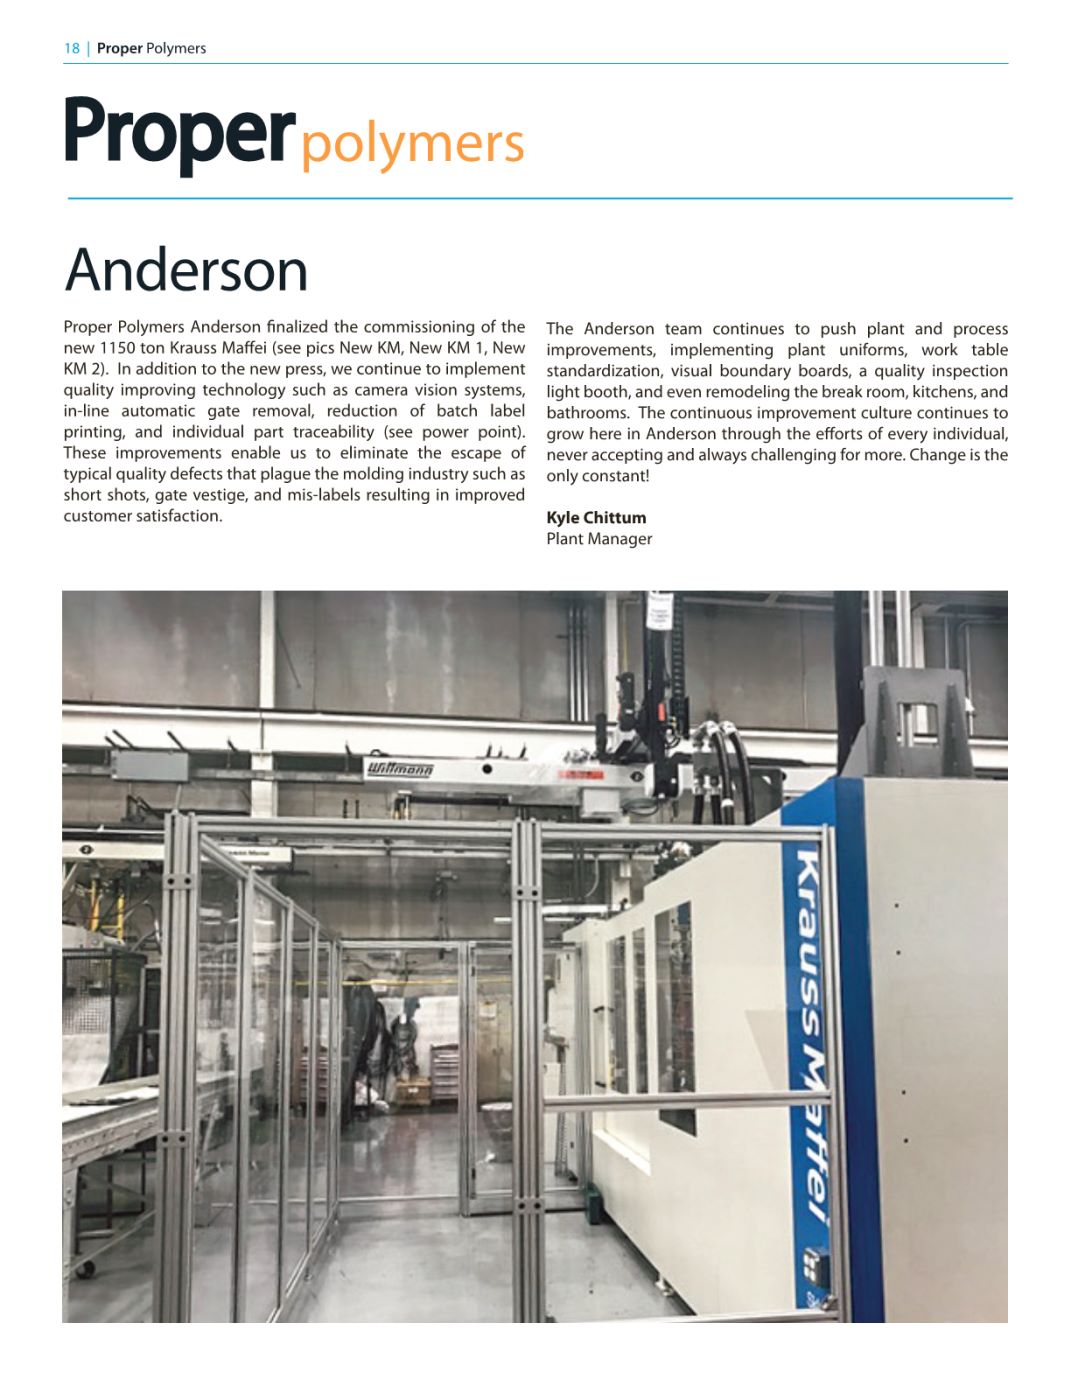 18 | Proper Polymers
Proper polymers
Anderson
Proper Polymers Anderson finalized the commissioning of the
new 1150 ton Krauss Maffei (see pics New KM, New KM 1, New
KM 2).  In addition to the new press, we continue to implement
quality improving technology such as camera vision systems,
in-line automatic gate removal, reduction of batch label
printing, and individual part traceability (see power point).
These improvements enable us to eliminate the escape of
typical quality defects that plague the molding industry such as
short shots, gate vestige, and mis-labels resulting in improved
customer satisfaction.
The Anderson team continues to push plant and process
improvements, implementing plant uniforms, work table
standardization, visual boundary boards, a quality inspection
light booth, and even remodeling the break room, kitchens, and
bathrooms.  The continuous improvement culture continues to
grow here in Anderson through the efforts of every individual,
never accepting and always challenging for more. Change is the
only constant!
Kyle Chittum
Plant Manager
Wittmann
2
2
Krauss Maffei